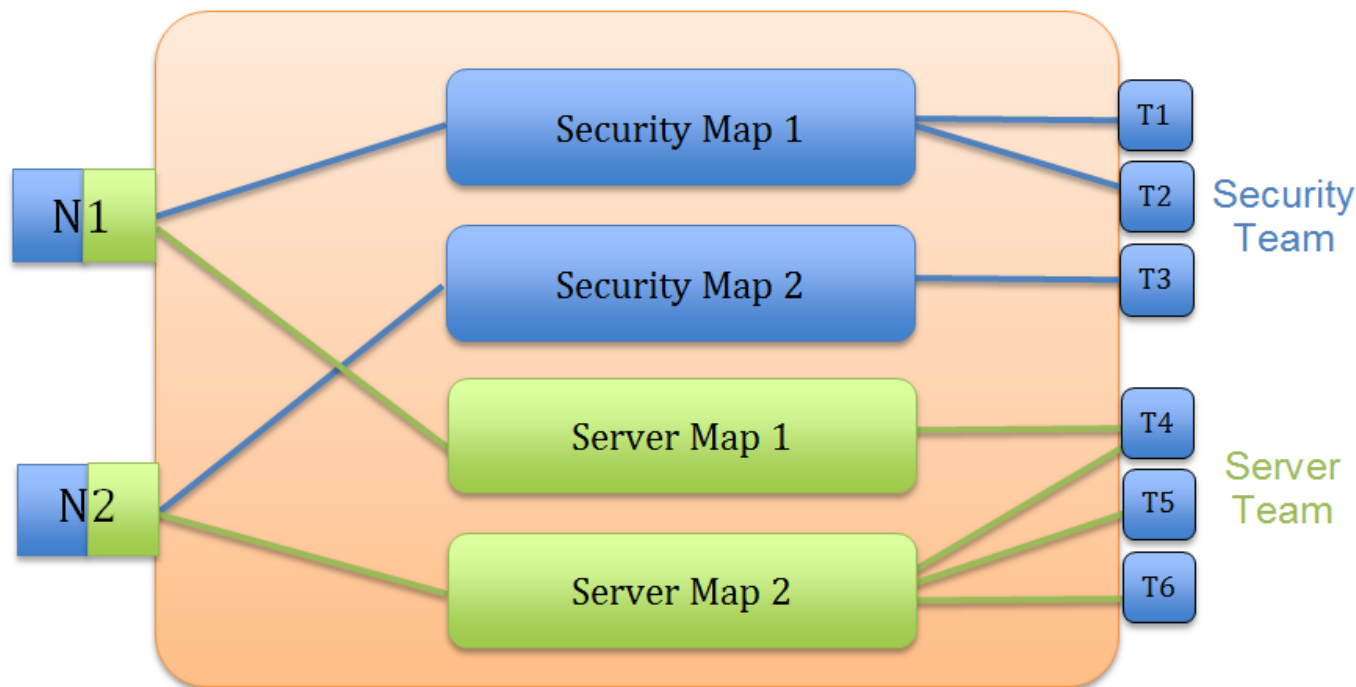 N1
N2
Security Map 1
Security Map 2
Server Map 1
Server Map 2
T1
T2
T3
Security
Team
T4
T5
T6
Server
Team